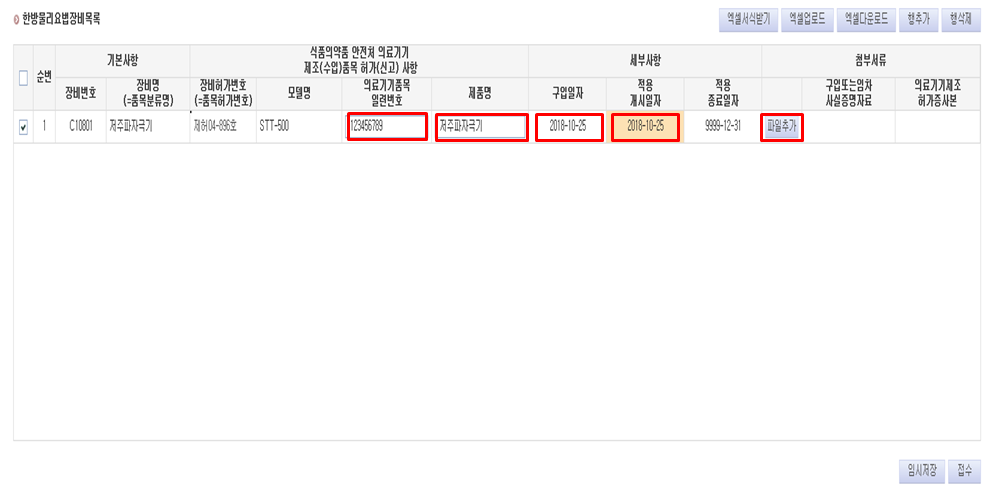 한방물리요법장비목록
엑셀서식받기 엑셀업로드 엑셀다운로드 행추가 행삭제
순번 기본사항 식품의약품 안전처 의료기기 제조(수입)품목 허가(신고) 사항 세부사항 첨부서류
장비번호 장비명 (=품목분류명) 장비허가번호 (=품목허가번호) 모델명 의료기기품목 일련번호 제품명 구입일자 적용 개시일자 적용 종료일자 구입또는임차 사실증명자료 의료기기제조 허가증사본
1 C10801 저주파자극기 제허04-896호 STT-500 123456789 저주파자극기 2018-10-25 2018-10-25 9999-12-31 파일추가
임시저장 접수